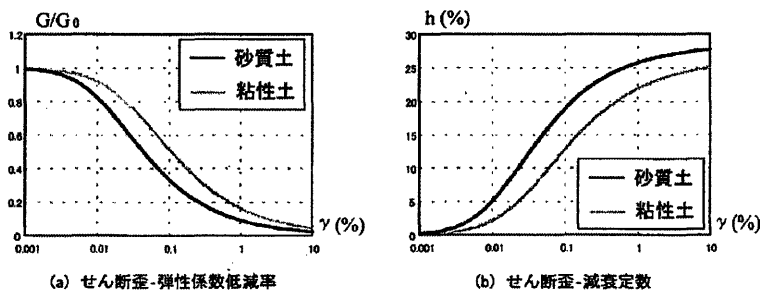 G/G0
1.2
1
0.8
0.6
0.4
0.2
0
0.001
0.01
0.1
1
10
γ (%)
砂質土
粘性土
(a) せん断歪-弾性係数低減率
h (%)
30
25
20
15
10
5
0
0.001
0.01
0.1
1
10
γ (%)
砂質土
粘性土
(b) せん断歪-減衰定数